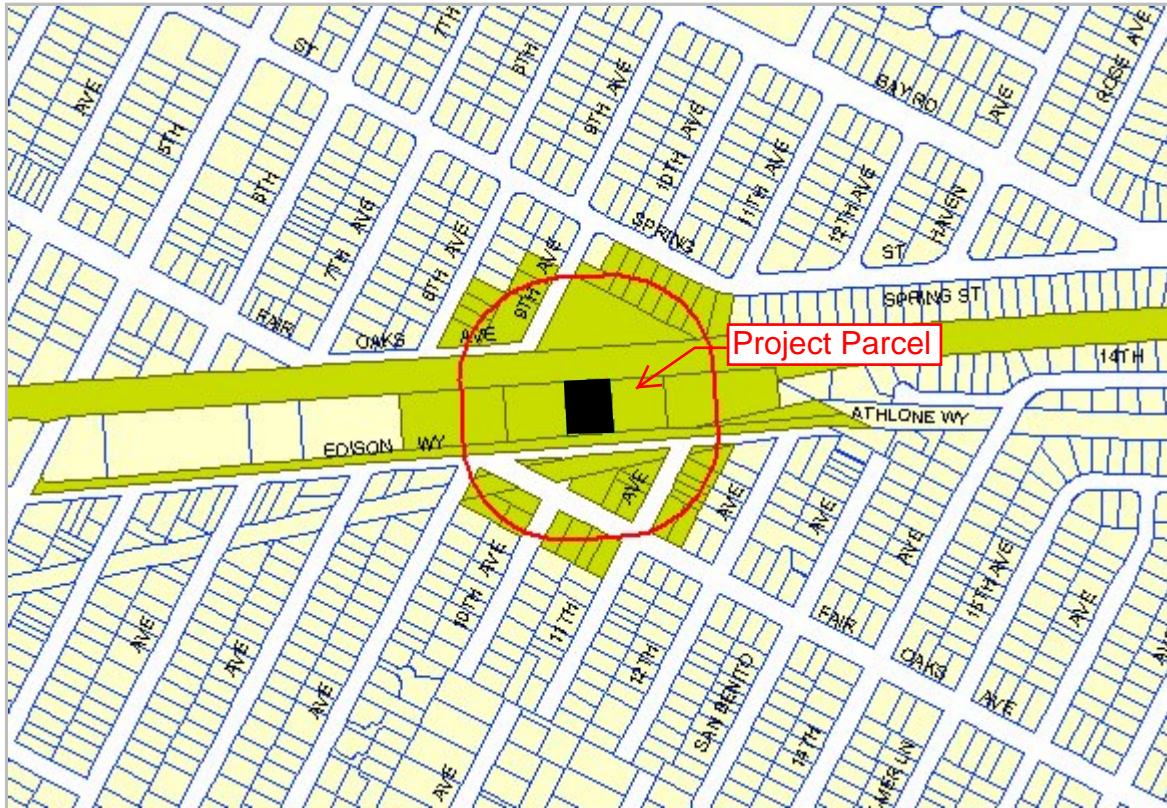 7TH
ST
8TH
9TH AVE
BAY RD
AVE
ROSE AVE
AVE
5TH
6TH
7TH AVE
8TH AVE
9TH AVE
10TH AVE
11TH AVE
12TH AVE
HAVEN
SPRING
ST
SPRING ST
FAIR
OAKS
AVE
Project Parcel
14TH
ATHLONE WY
EDISON WY
AVE
AVE
AVE
AVE
15TH AVE
AVE
10TH AVE
11TH
12TH
FAIR
OAKS
AVE
AVE
AVE
AVE
SAN BENITO
14TH
AVE